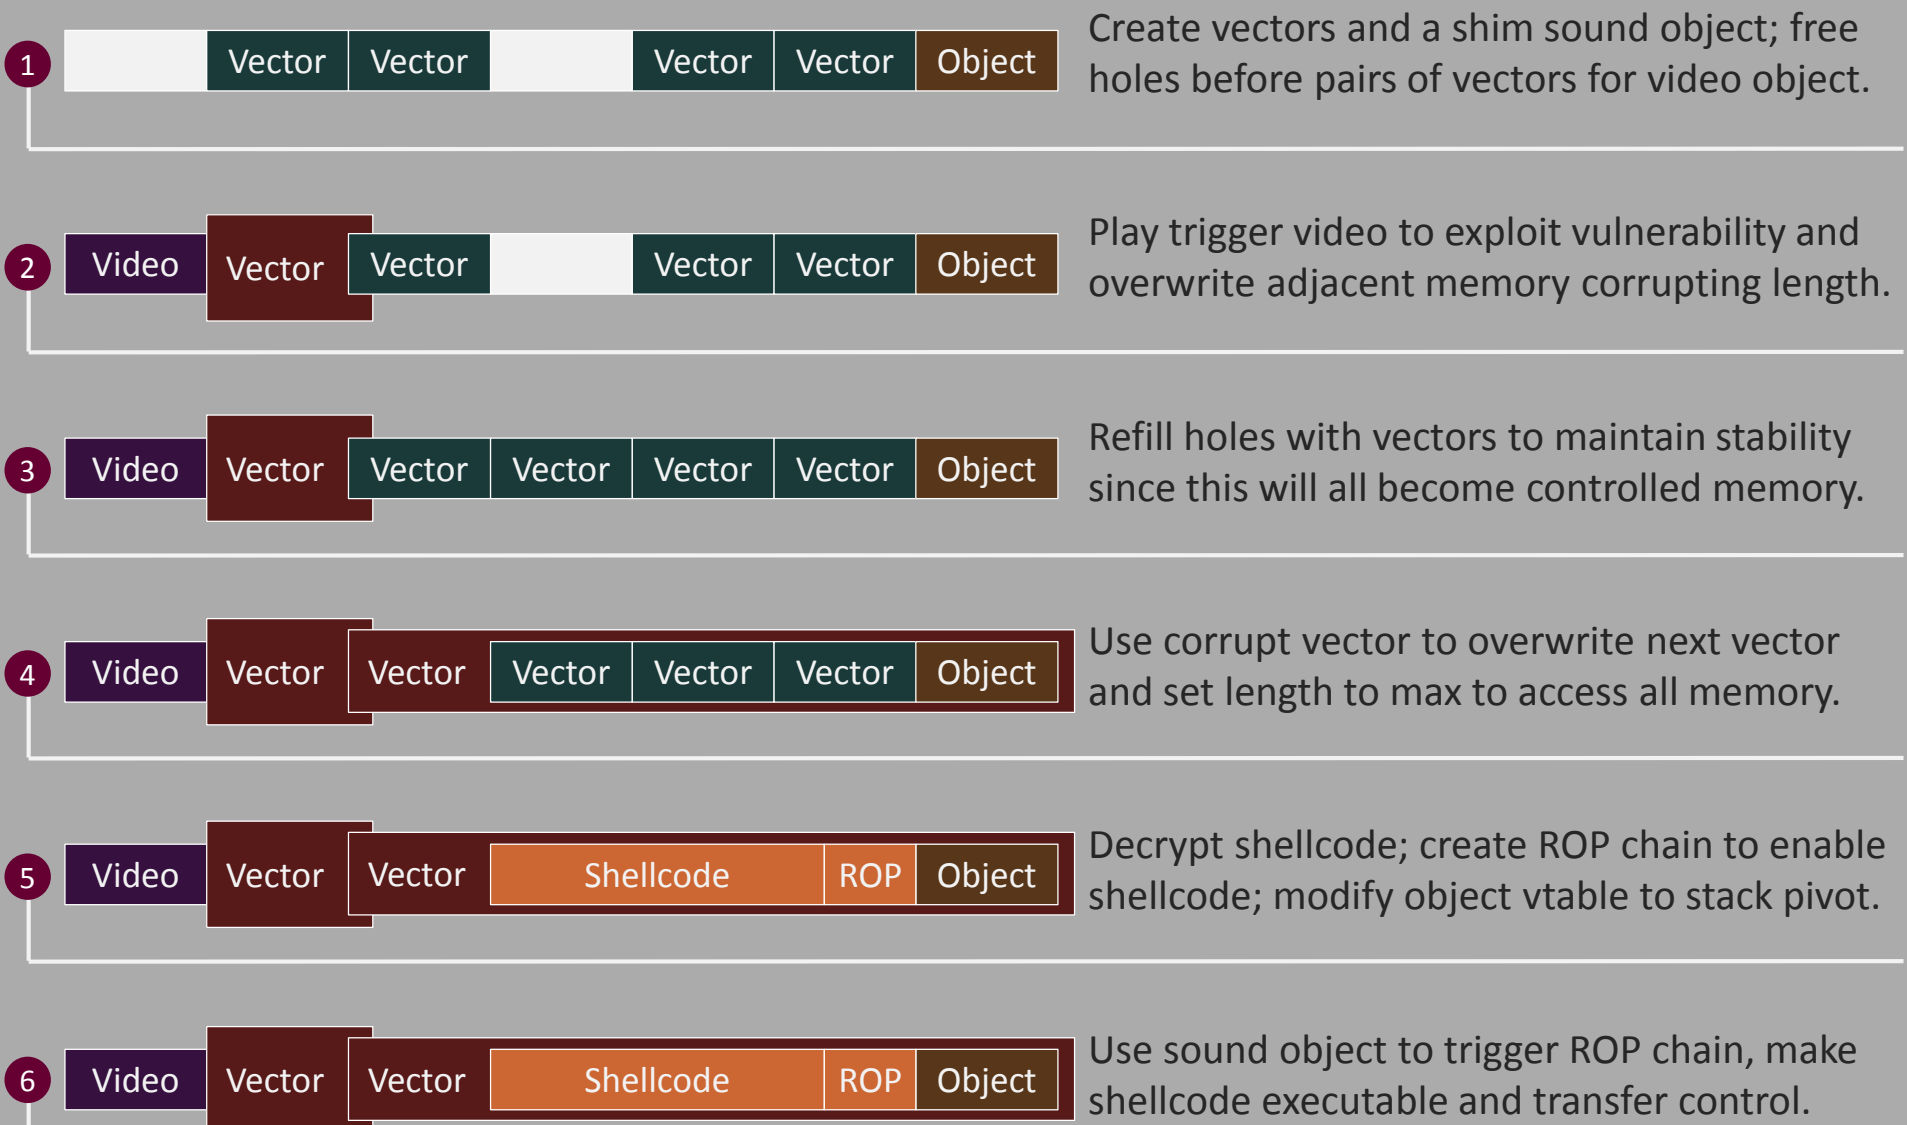 1
Vector Vector Vector Vector Object
Create vectors and a shim sound object; free
holes before pairs of vectors for video object.
2
Video Vector Vector Vector Vector Object
Play trigger video to exploit vulnerability and
overwrite adjacent memory corrupting length.
3
Video Vector Vector Vector Vector Vector Object
Refill holes with vectors to maintain stability
since this will all become controlled memory.
4
Video Vector Vector Vector Vector Vector Object
Use corrupt vector to overwrite next vector
and set length to max to access all memory.
5
Video Vector Vector Shellcode ROP Object
Decrypt shellcode; create ROP chain to enable
shellcode; modify object vtable to stack pivot.
6
Video Vector Vector Shellcode ROP Object
Use sound object to trigger ROP chain, make
shellcode executable and transfer control.